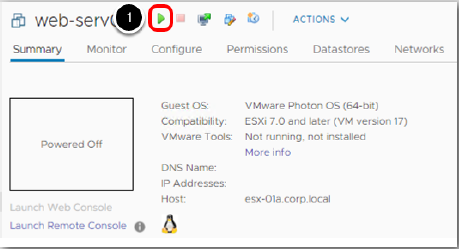 web-serv
1
ACTIONS
Summary Monitor Configure Permissions Datastores Networks
Powered Off
Guest OS: VMware Photon OS (64-bit)
Compatibility: ESXi 7.0 and later (VM version 17)
VMware Tools: Not running, not installed
More info
DNS Name:
IP Addresses:
Host: esx-01a.corp.local
Launch Web Console
Launch Remote Console